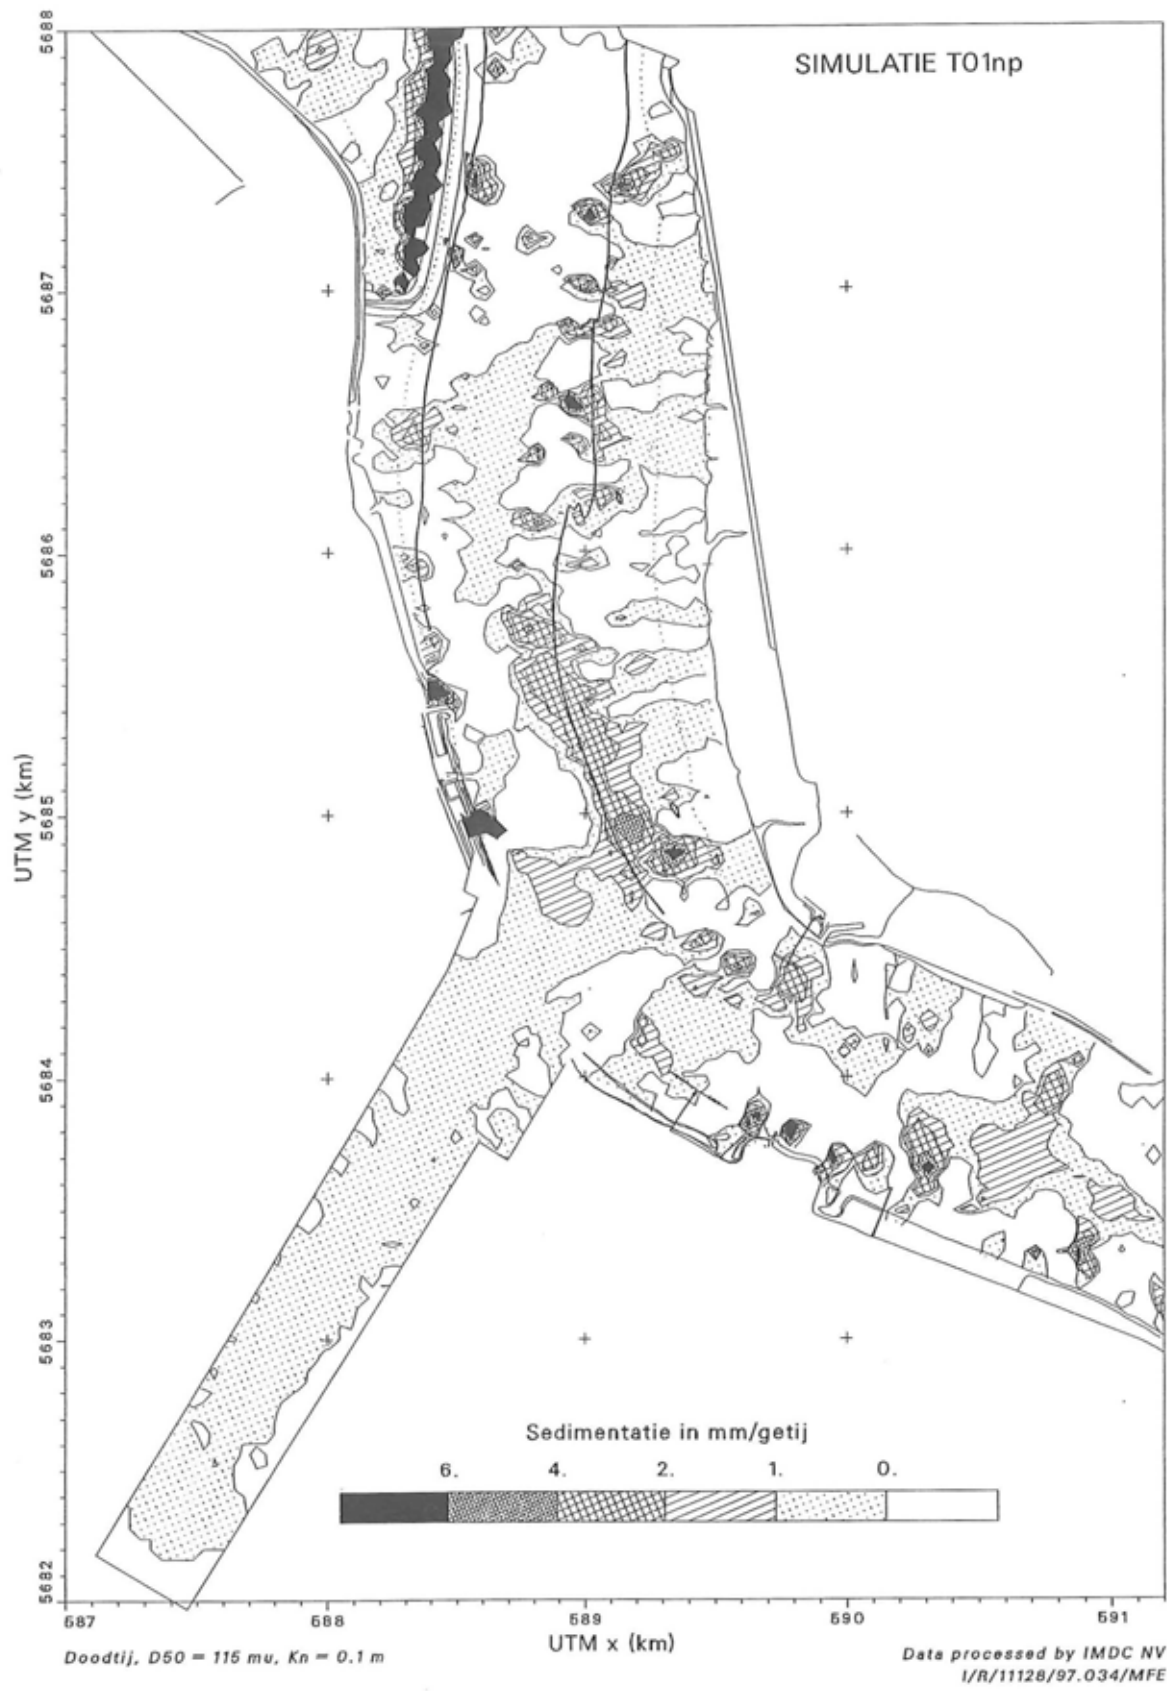 SIMULATIE T01np
5688
5687
5686
5685
5684
5683
5682
UTM y (km)
Sedimentatie in mm/getij
6. 4. 2. 1. 0.
587 588 589 590 591
UTM x (km)
Doodtij, D50 = 115 mu, Kn = 0.1 m
Data processed by IMDC NV
I/R/11128/97.034/MFE